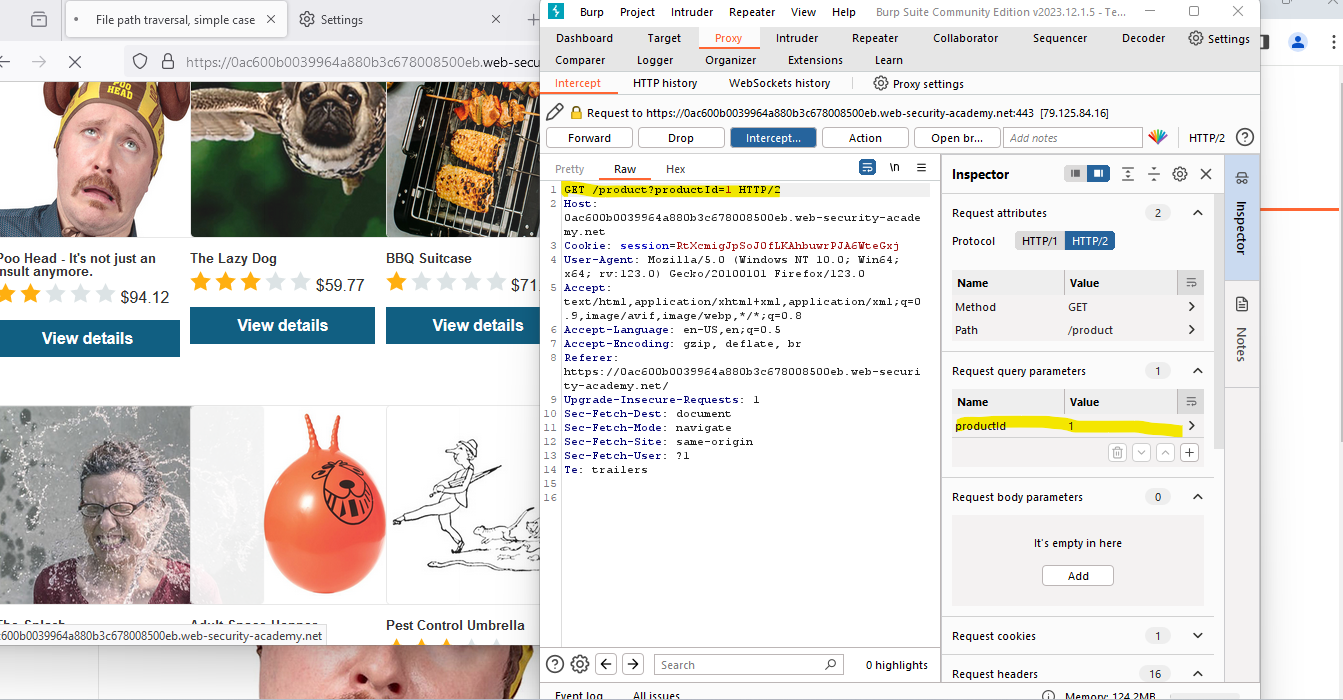 File path traversal, simple case
Settings
https://0ac600b0039964a880b3c678008500eb.web-secu
POO
HEAD
Poo Head - It's not just an
insult anymore.
$94.12
View details
The Lazy Dog
$59.77
View details
BBQ Suitcase
$71.
View details
Pest Control Umbrella
c600b0039964a880b3c678008500eb.web-security-academy.net
Burp Project Intruder Repeater View Help Burp Suite Community Edition v2023.12.1.5 - Te...
Dashboard Target Proxy Intruder Repeater Collaborator Sequencer Decoder Settings
Comparer Logger Organizer Extensions Learn
Intercept HTTP history WebSockets history Proxy settings
Request to https://0ac600b0039964a880b3c678008500eb.web-security-academy.net:443 [79.125.84.16]
Forward Drop Intercept... Action Open br... Add notes HTTP/2
Pretty Raw Hex \n
1 GET /product?productId=1 HTTP/2
2 Host:
0ac600b0039964a880b3c678008500eb.web-security-acade
my.net
3 Cookie: session=RtXcmigJpSoJOfLKAhbuwrPJA6WteGxj
4 User-Agent: Mozilla/5.0 (Windows NT 10.0; Win64;
x64; rv:123.0) Gecko/20100101 Firefox/123.0
5 Accept:
text/html,application/xhtml+xml,application/xml;q=0
.9,image/avif,image/webp,*/*;q=0.8
6 Accept-Language: en-US,en;q=0.5
7 Accept-Encoding: gzip, deflate, br
8 Referer:
https://0ac600b0039964a880b3c678008500eb.web-securi
ty-academy.net/
9 Upgrade-Insecure-Requests: 1
10 Sec-Fetch-Dest: document
11 Sec-Fetch-Mode: navigate
12 Sec-Fetch-Site: same-origin
13 Sec-Fetch-User: ?1
14 Te: trailers
15
16
Search 0 highlights
Event log All issues
Memory: 124.2MB
Inspector
Request attributes 2
Protocol HTTP/1 HTTP/2
Name Value
Method GET
Path /product
Request query parameters 1
Name Value
productId 1
Request body parameters 0
It's empty in here
Add
Request cookies 1
Request headers 16
Inspector
Notes